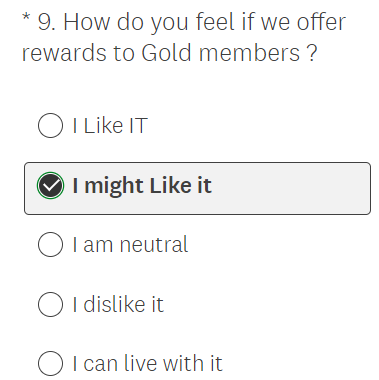 * 9. How do you feel if we offer
rewards to Gold members ?
I Like IT
I might Like it
I am neutral
I dislike it
I can live with it